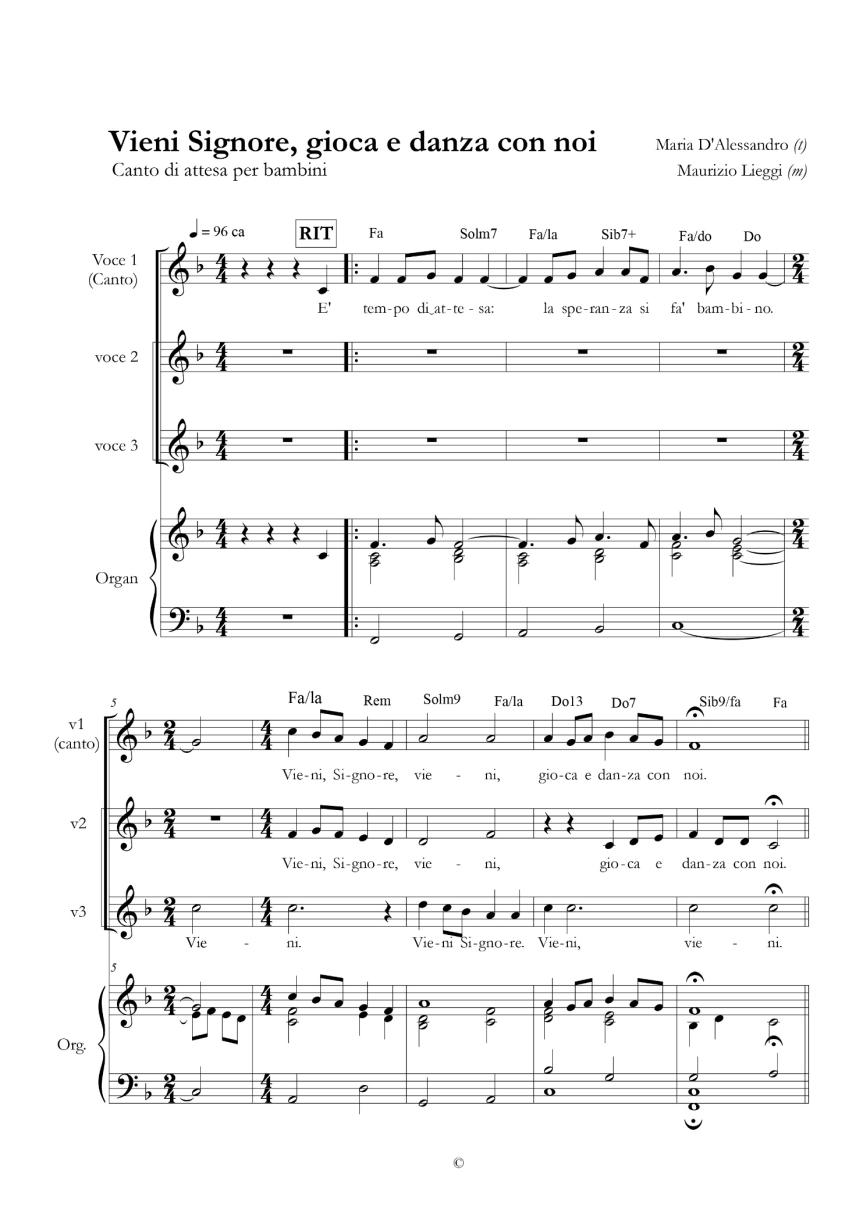 Vieni Signore, gioca e danza con noi
Maria D'Alessandro (t)
Canto di attesa per bambini
Maurizio Lieggi (m)
= 96 ca
RIT
Fa Solm7 Fa/la Sib7+ Fa/do Do
Voce 1
(Canto)
E' tem-po di‿at-te-sa: la spe-ran-za si fa' bam-bi-no.
voce 2
voce 3
Organ
5
Fa/la Rem Solm9 Fa/la Do13 Do7 Sib9/fa Fa
v1
(canto)
Vie-ni, Si-gno-re, vie - ni, gio-ca e dan-za con noi.
v2
Vie-ni, Si-gno-re, vie - ni, gio-ca e dan-za con noi.
v3
Vie - ni. Vie-ni Si-gno-re. Vie-ni, vie - ni.
5
Org.
©